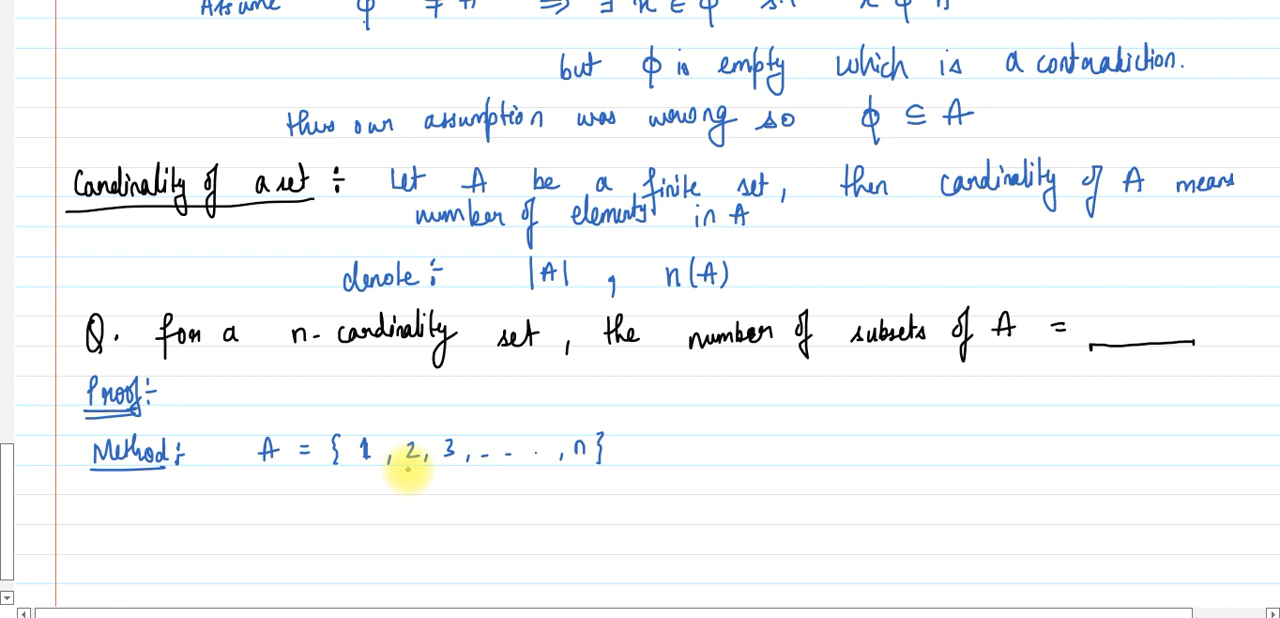 Assume ϕ ⊈ A ⇒ ∃ x ∈ ϕ s.t x ∉ A
but ϕ is empty which is a contradiction.
thus our assumption was wrong so ϕ ⊆ A
Cardinality of a set ÷ Let A be a finite set, then cardinality of A means
number of elements in A
denote ÷ |A| , n(A)
Q. for a n-cardinality set, the number of subsets of A = ______
Proof ÷
Method ÷ A = { 1 , 2, 3, - - - . , n }